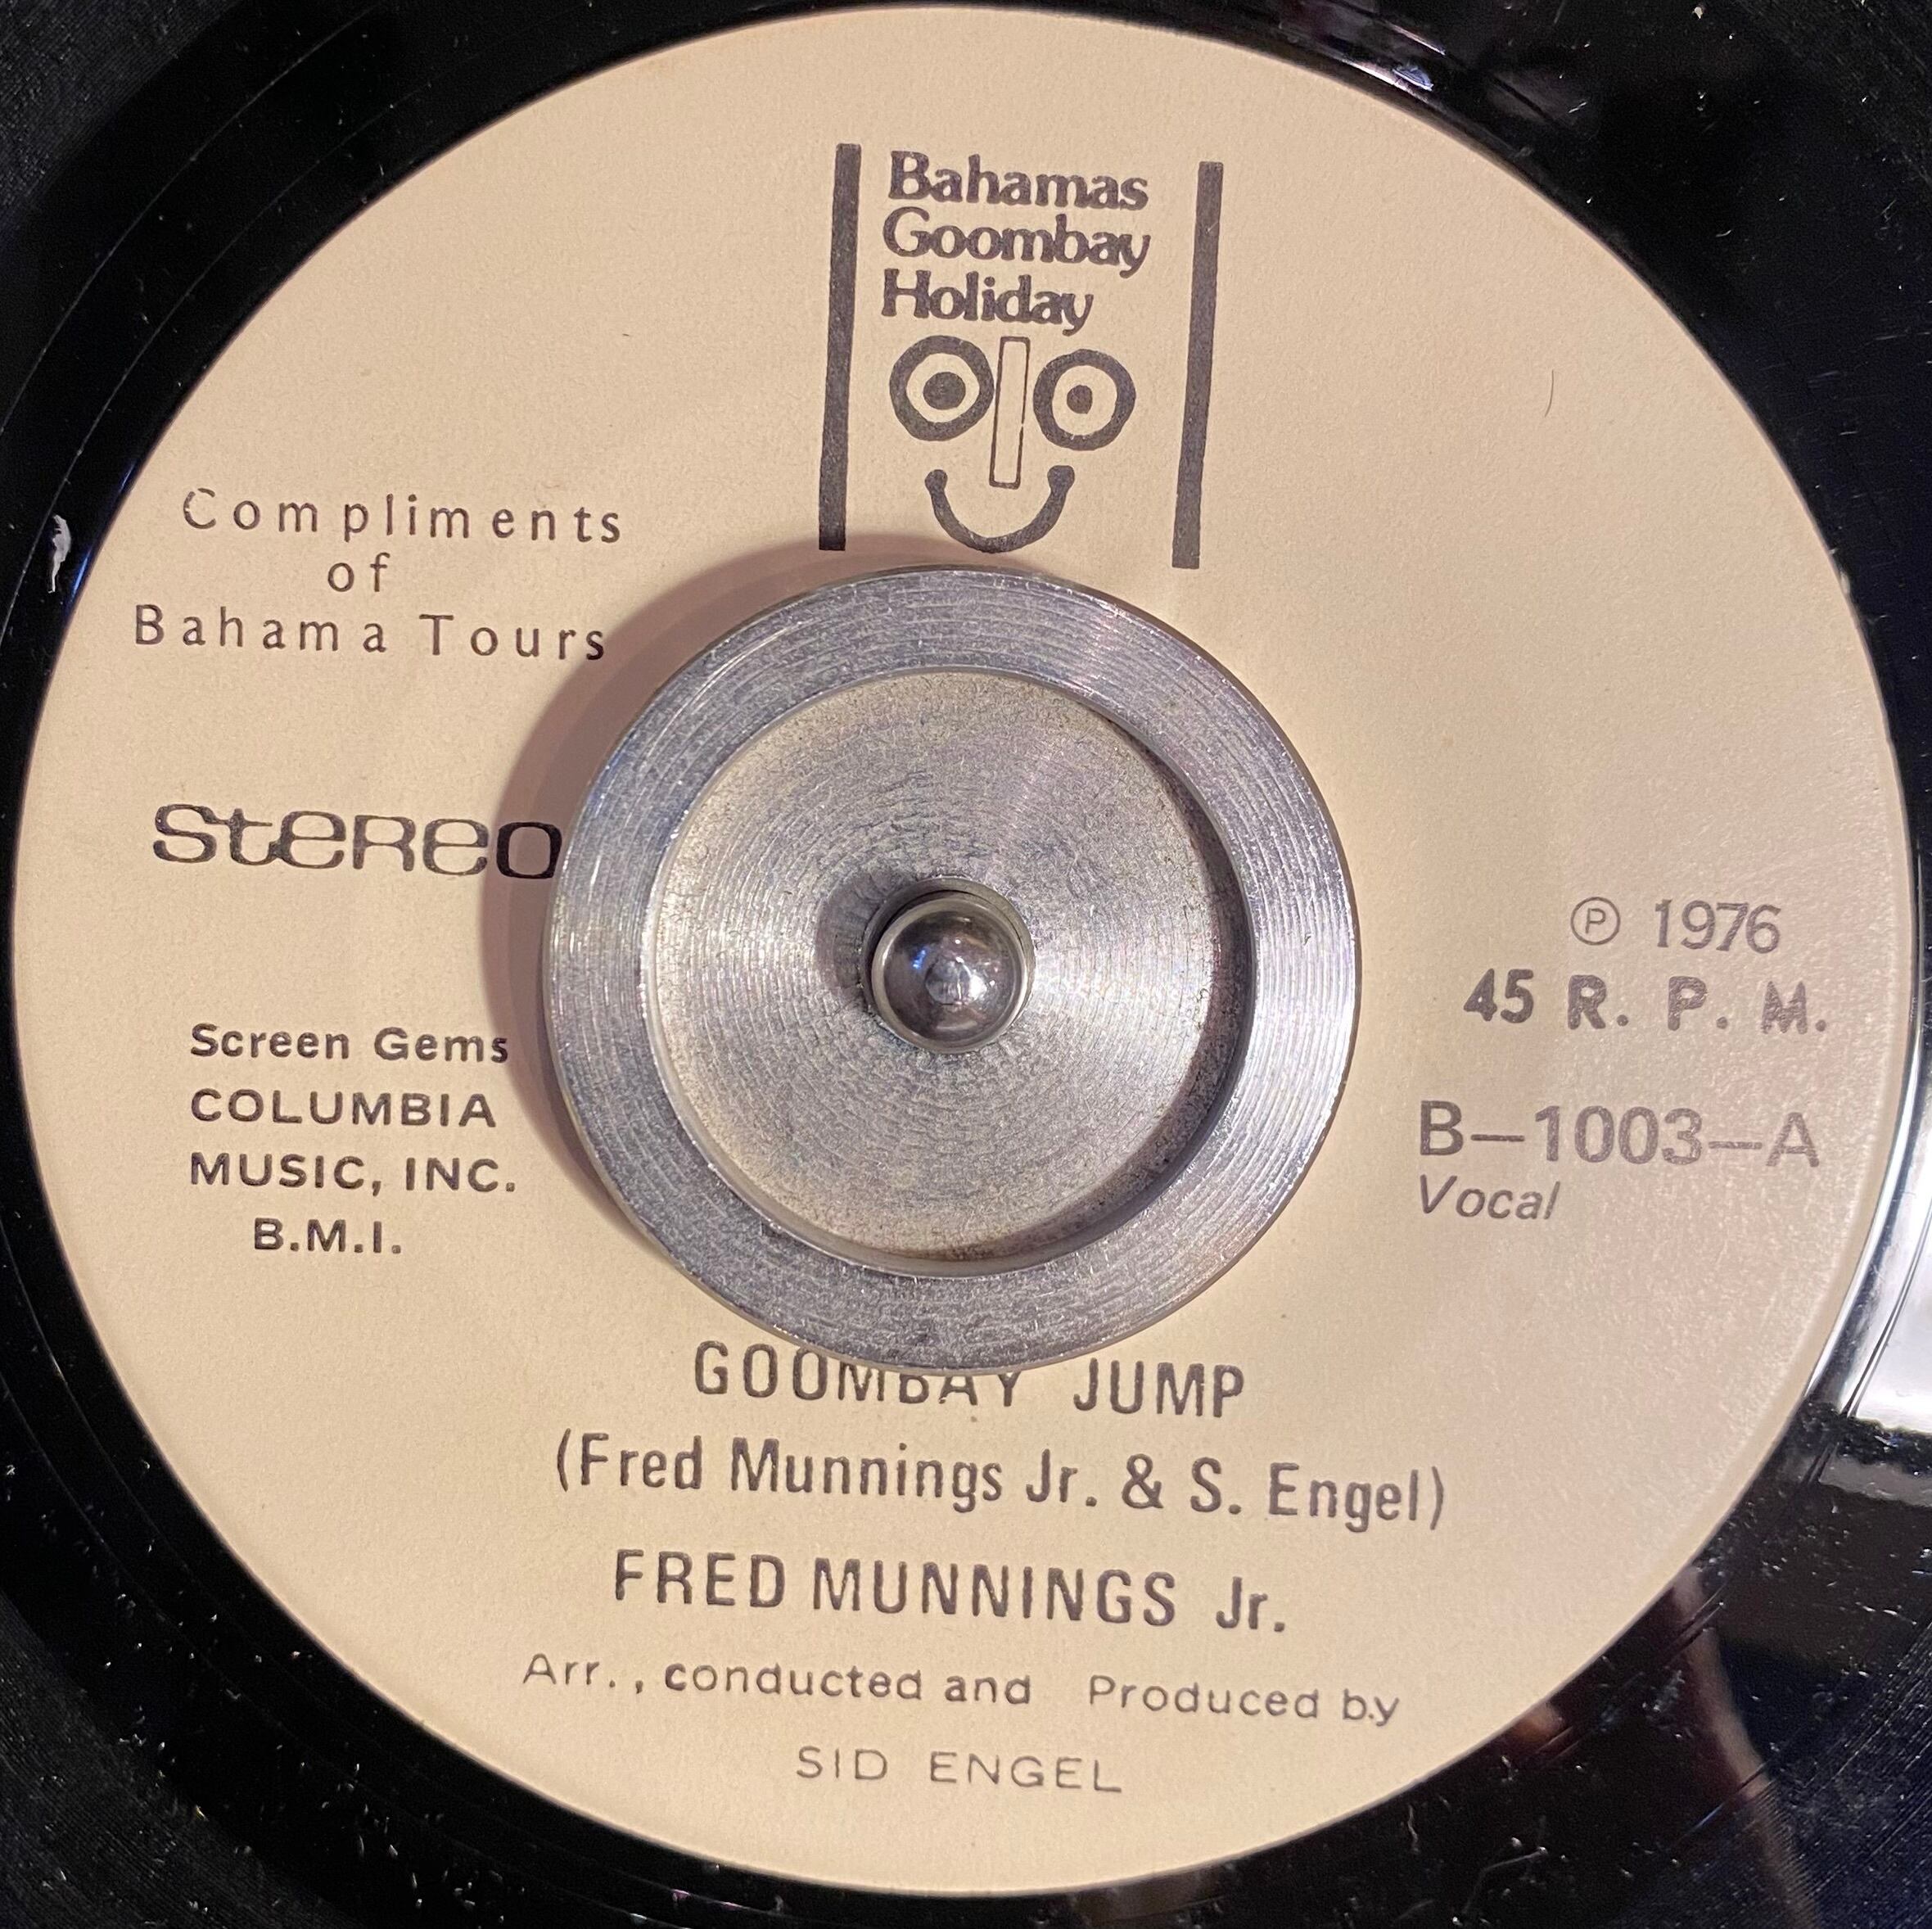 Bahamas
Goombay
Holiday
Compliments
of
Bahama Tours
Stereo
℗ 1976
45 R. P. M.
Screen Gems
COLUMBIA
MUSIC, INC.
B.M.I.
B—1003—A
Vocal
GOOMBAY JUMP
(Fred Munnings Jr. & S. Engel)
FRED MUNNINGS Jr.
Arr., conducted and Produced by
SID ENGEL